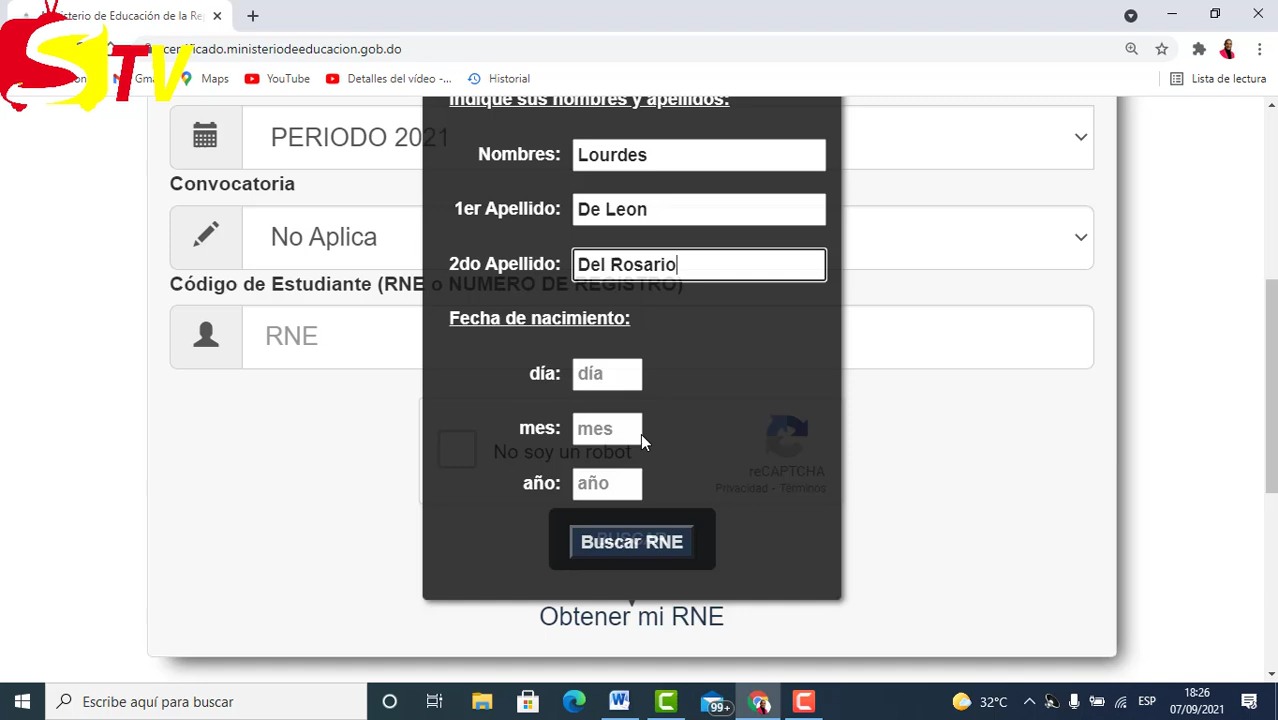 Ministerio de Educación de la Re
certificado.ministeriodeeducacion.gob.do
STV
Gma
Maps
YouTube
Detalles del vídeo -...
Historial
Lista de lectura
Indique sus nombres y apellidos:
PERIODO 2021
Nombres: Lourdes
Convocatoria
1er Apellido: De Leon
No Aplica
2do Apellido: Del Rosario
Código de Estudiante (RNE o NUMERO DE REGISTRO)
Fecha de nacimiento:
RNE
día: día
mes: mes
No soy un robot
reCAPTCHA
Privacidad - Términos
año: año
Buscar RNE
Obtener mi RNE
Escribe aquí para buscar
99+
32°C
ESP
18:26
07/09/2021